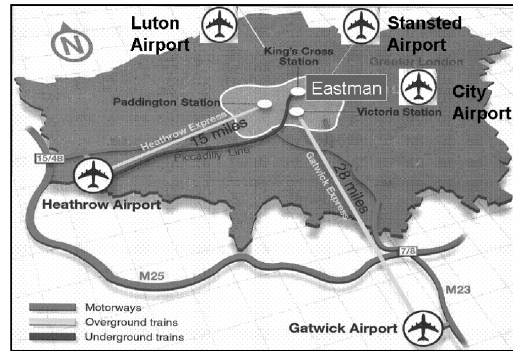 Luton
Airport
Stansted
Airport
N
King's Cross
Station
Greater London
Eastman
Paddington Station
City
Airport
Victoria Station
Heathrow Express
15 miles
Piccadilly Line
15/4B
Gatwick Express
28 miles
Heathrow Airport
7/8
M25
M23
Motorways
Overground trains
Underground trains
Gatwick Airport